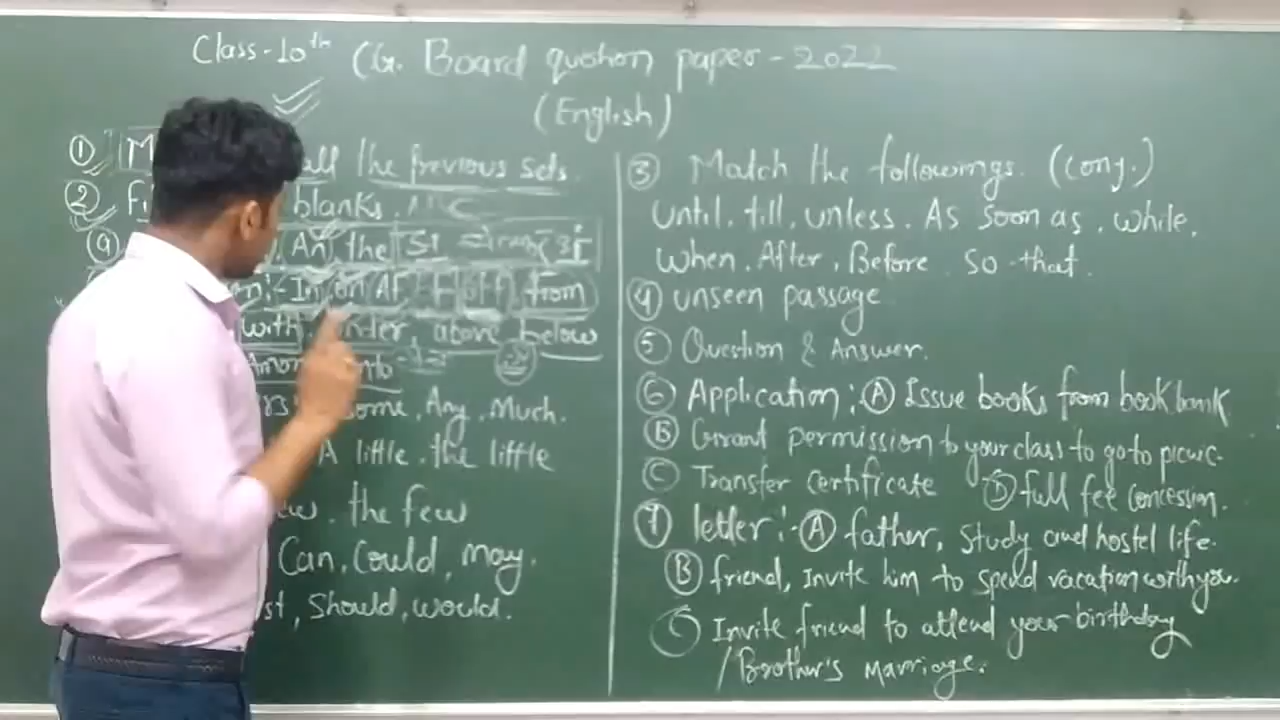 Class-10th CG. Board quotion paper - 2022
(English)
① all the previous sets.
② blanks.
(a) An, the
In, on, At, off, from
with, under, above, below
into
some, Any, Much.
A little, the little
the few
Can, Could, May.
Should, would.
③ Match the followings. (conj.)
Until, till, unless, As soon as, while,
When, After, Before, So-that.
④ unseen passage
⑤ Question & Answer.
⑥ Application :- Ⓐ Issue books from book bank
Ⓑ Grant permission to your class to go to picnic.
Ⓒ Transfer certificate Ⓓ full fee concession.
⑦ letter :- Ⓐ father, study and hostel life.
Ⓑ friend, Invite him to spend vacation with you.
Ⓒ Invite friend to attend your birthday
/Brother's Marriage.